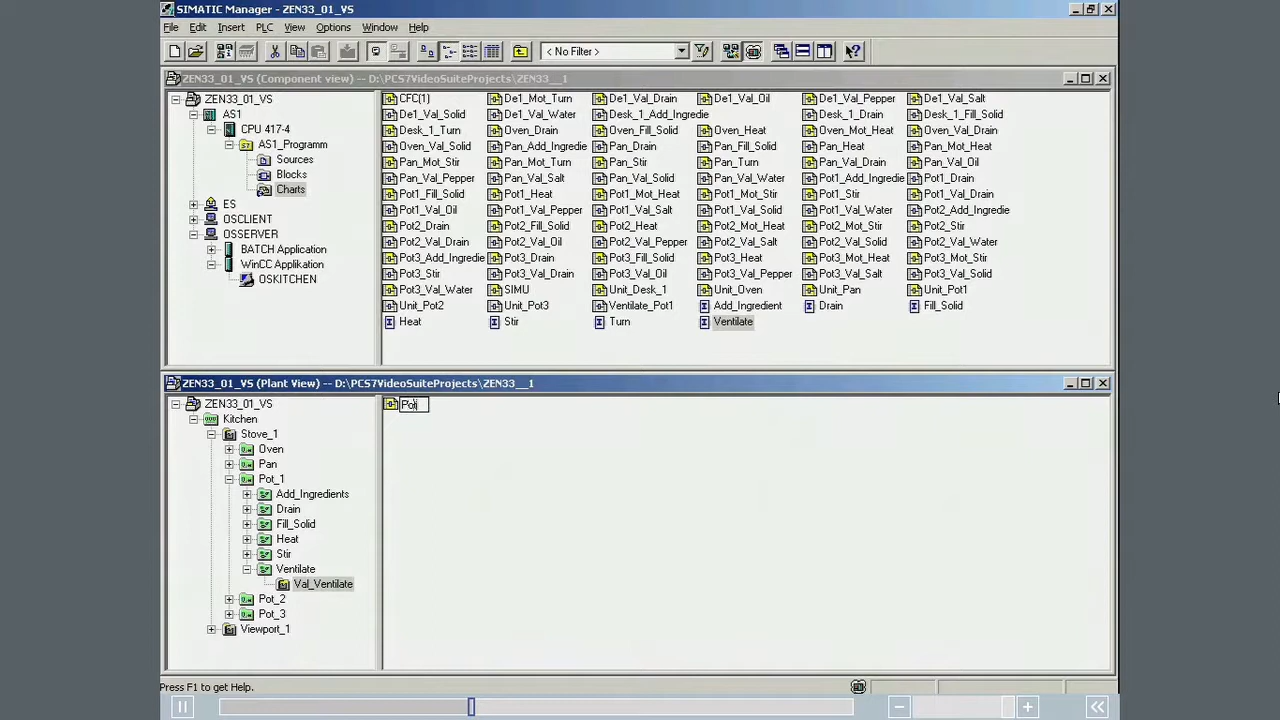 SIMATIC Manager - ZEN33_01_VS
File Edit Insert PLC View Options Window Help
< No Filter >
ZEN33_01_VS (Component view) -- D:\PCS7VideoSuiteProjects\ZEN33__1
ZEN33_01_VS
AS1
CPU 417-4
AS1_Programm
Sources
Blocks
Charts
ES
OSCLIENT
OSSERVER
BATCH Application
WinCC Applikation
OSKITCHEN
CFC(1) De1_Mot_Turn De1_Val_Drain De1_Val_Oil De1_Val_Pepper De1_Val_Salt
De1_Val_Solid De1_Val_Water Desk_1_Add_Ingredie Desk_1_Drain Desk_1_Fill_Solid
Desk_1_Turn Oven_Drain Oven_Fill_Solid Oven_Heat Oven_Mot_Heat Oven_Val_Drain
Oven_Val_Solid Pan_Add_Ingredie Pan_Drain Pan_Fill_Solid Pan_Heat Pan_Mot_Heat
Pan_Mot_Stir Pan_Mot_Turn Pan_Stir Pan_Turn Pan_Val_Drain Pan_Val_Oil
Pan_Val_Pepper Pan_Val_Salt Pan_Val_Solid Pan_Val_Water Pot1_Add_Ingredie Pot1_Drain
Pot1_Fill_Solid Pot1_Heat Pot1_Mot_Heat Pot1_Mot_Stir Pot1_Stir Pot1_Val_Drain
Pot1_Val_Oil Pot1_Val_Pepper Pot1_Val_Salt Pot1_Val_Solid Pot1_Val_Water Pot2_Add_Ingredie
Pot2_Drain Pot2_Fill_Solid Pot2_Heat Pot2_Mot_Heat Pot2_Mot_Stir Pot2_Stir
Pot2_Val_Drain Pot2_Val_Oil Pot2_Val_Pepper Pot2_Val_Salt Pot2_Val_Solid Pot2_Val_Water
Pot3_Add_Ingredie Pot3_Drain Pot3_Fill_Solid Pot3_Heat Pot3_Mot_Heat Pot3_Mot_Stir
Pot3_Stir Pot3_Val_Drain Pot3_Val_Oil Pot3_Val_Pepper Pot3_Val_Salt Pot3_Val_Solid
Pot3_Val_Water SIMU Unit_Desk_1 Unit_Oven Unit_Pan Unit_Pot1
Unit_Pot2 Unit_Pot3 Ventilate_Pot1 Add_Ingredient Drain Fill_Solid
Heat Stir Turn Ventilate
ZEN33_01_VS (Plant View) -- D:\PCS7VideoSuiteProjects\ZEN33__1
ZEN33_01_VS
Kitchen
Stove_1
Oven
Pan
Pot_1
Add_Ingredients
Drain
Fill_Solid
Heat
Stir
Ventilate
Val_Ventilate
Pot_2
Pot_3
Viewport_1
Pot
Press F1 to get Help.